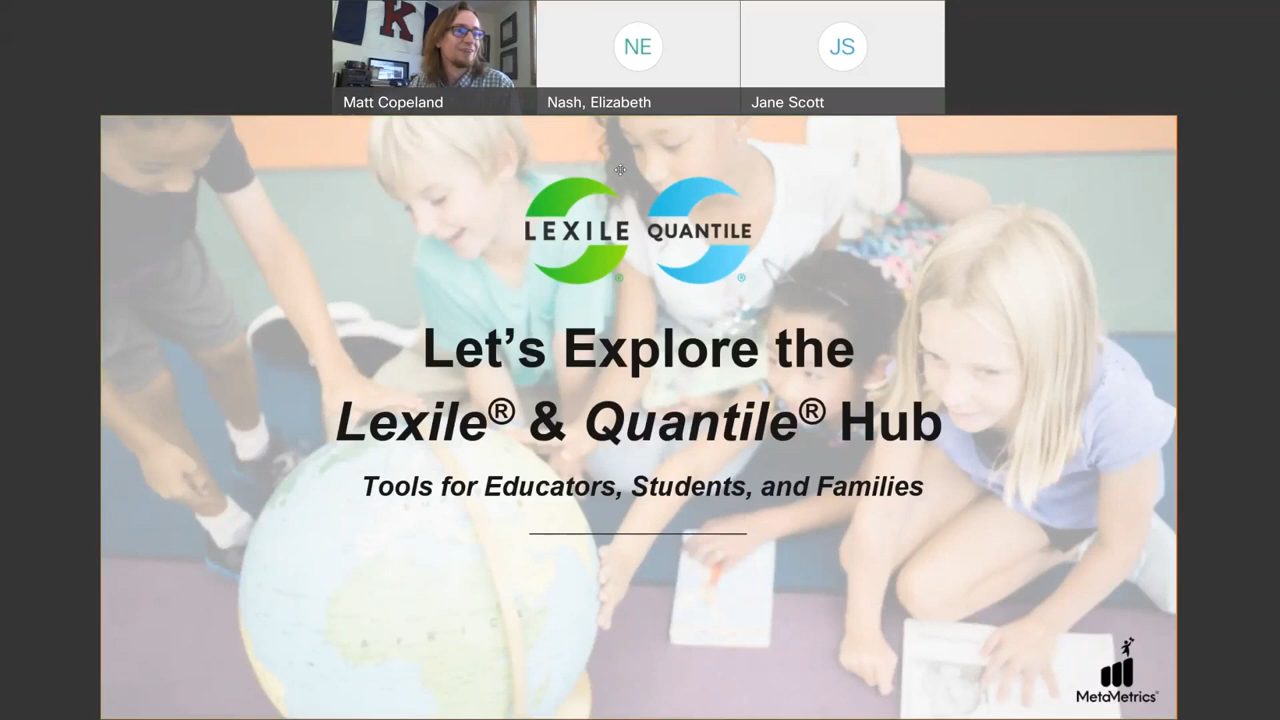 K
NE
JS
Matt Copeland
Nash, Elizabeth
Jane Scott
LEXILE®
QUANTILE®
Let's Explore the
Lexile® & Quantile® Hub
Tools for Educators, Students, and Families
AFRICA
MetaMetrics